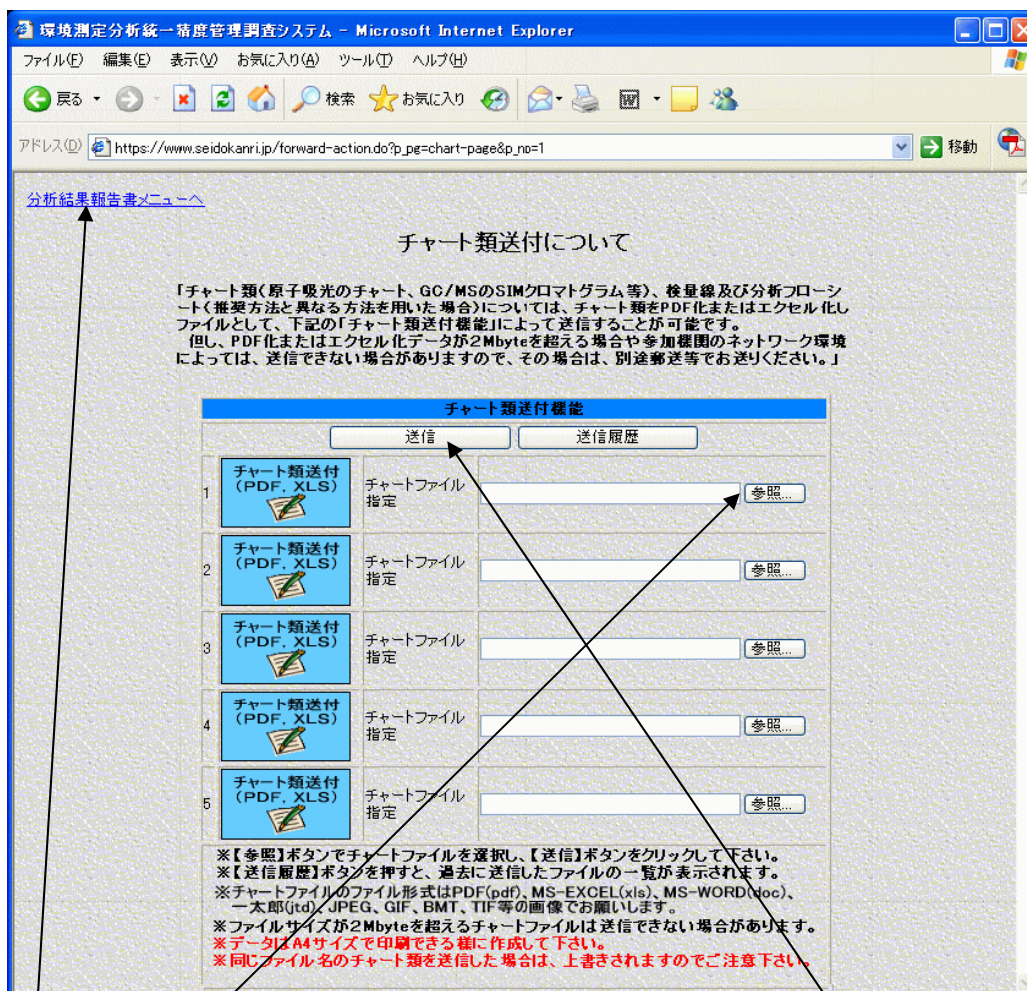 環境測定分析統一精度管理調査システム - Microsoft Internet Explorer
ファイル(F) 編集(E) 表示(V) お気に入り(A) ツール(T) ヘルプ(H)
戻る 検索 お気に入り
アドレス(D) https://www.seidokanri.jp/forward-action.do?p_pg=chart-page&p_no=1 移動
分析結果報告書メニューへ
チャート類送付について
「チャート類(原子吸光のチャート、GC/MSのSIMクロマトグラム等)、検量線及び分析フローシ
ート(推奨方法と異なる方法を用いた場合)については、チャート類をPDF化またはエクセル化し
ファイルとして、下記の「チャート類送付機能」によって送信することが可能です。
但し、PDF化またはエクセル化データが2Mbyteを超える場合や参加機関のネットワーク環境
によっては、送信できない場合がありますので、その場合は、別途郵送等でお送りください。」
チャート類送付機能
送信 送信履歴
1 チャート類送付 (PDF, XLS) チャートファイル指定 参照...
2 チャート類送付 (PDF, XLS) チャートファイル指定 参照...
3 チャート類送付 (PDF, XLS) チャートファイル指定 参照...
4 チャート類送付 (PDF, XLS) チャートファイル指定 参照...
5 チャート類送付 (PDF, XLS) チャートファイル指定 参照...
※【参照】ボタンでチャートファイルを選択し、【送信】ボタンをクリックして下さい。
※【送信履歴】ボタンを押すと、過去に送信したファイルの一覧が表示されます。
※チャートファイルのファイル形式はPDF(pdf)、MS-EXCEL(xls)、MS-WORD(doc)、
一太郎(jtd)、JPEG、GIF、BMT、TIF等の画像でお願いします。
※ファイルサイズが2Mbyteを超えるチャートファイルは送信できない場合があります。
※データはA4サイズで印刷できる様に作成して下さい。
※同じファイル名のチャート類を送信した場合は、上書きされますのでご注意下さい。